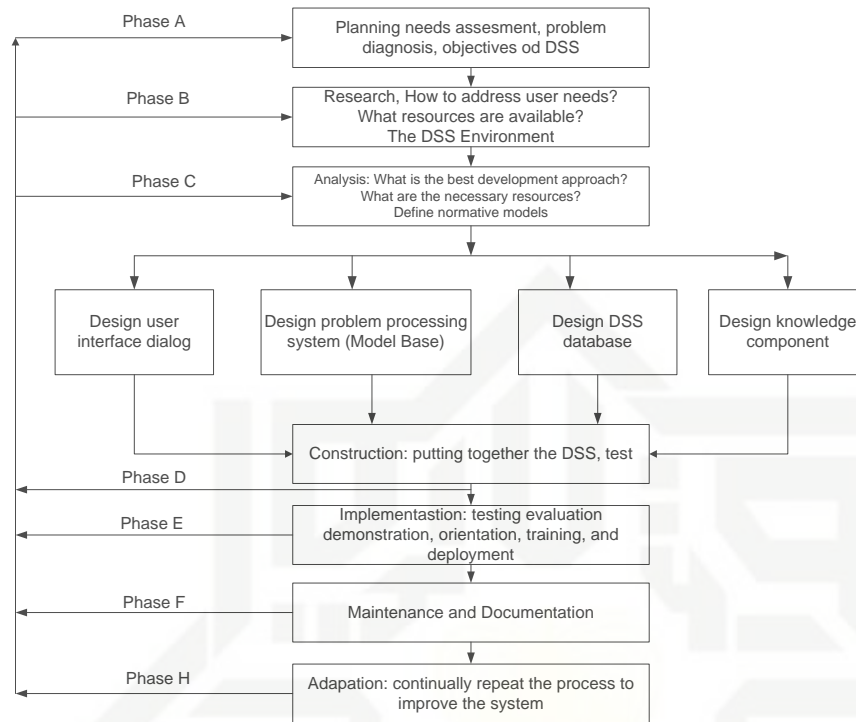 Phase A
Planning needs assesment, problem
diagnosis, objectives od DSS
Phase B
Research, How to address user needs?
What resources are available?
The DSS Environment
Phase C
Analysis: What is the best development approach?
What are the necessary resources?
Define normative models
Design user
interface dialog
Design problem processing
system (Model Base)
Design DSS
database
Design knowledge
component
Construction: putting together the DSS, test
Phase D
Phase E
Implementastion: testing evaluation
demonstration, orientation, training, and
deployment
Phase F
Maintenance and Documentation
Phase H
Adapation: continually repeat the process to
improve the system